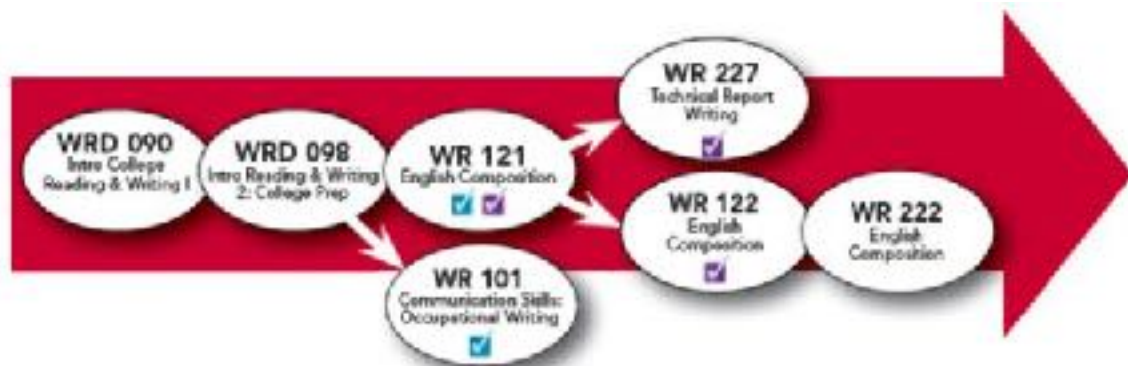 WRD 090
Intro College
Reading & Writing I
WRD 098
Intro Reading & Writing
2: College Prep
WR 121
English Composition
WR 101
Communication Skills:
Occupational Writing
WR 227
Technical Report
Writing
WR 122
English
Composition
WR 222
English
Composition